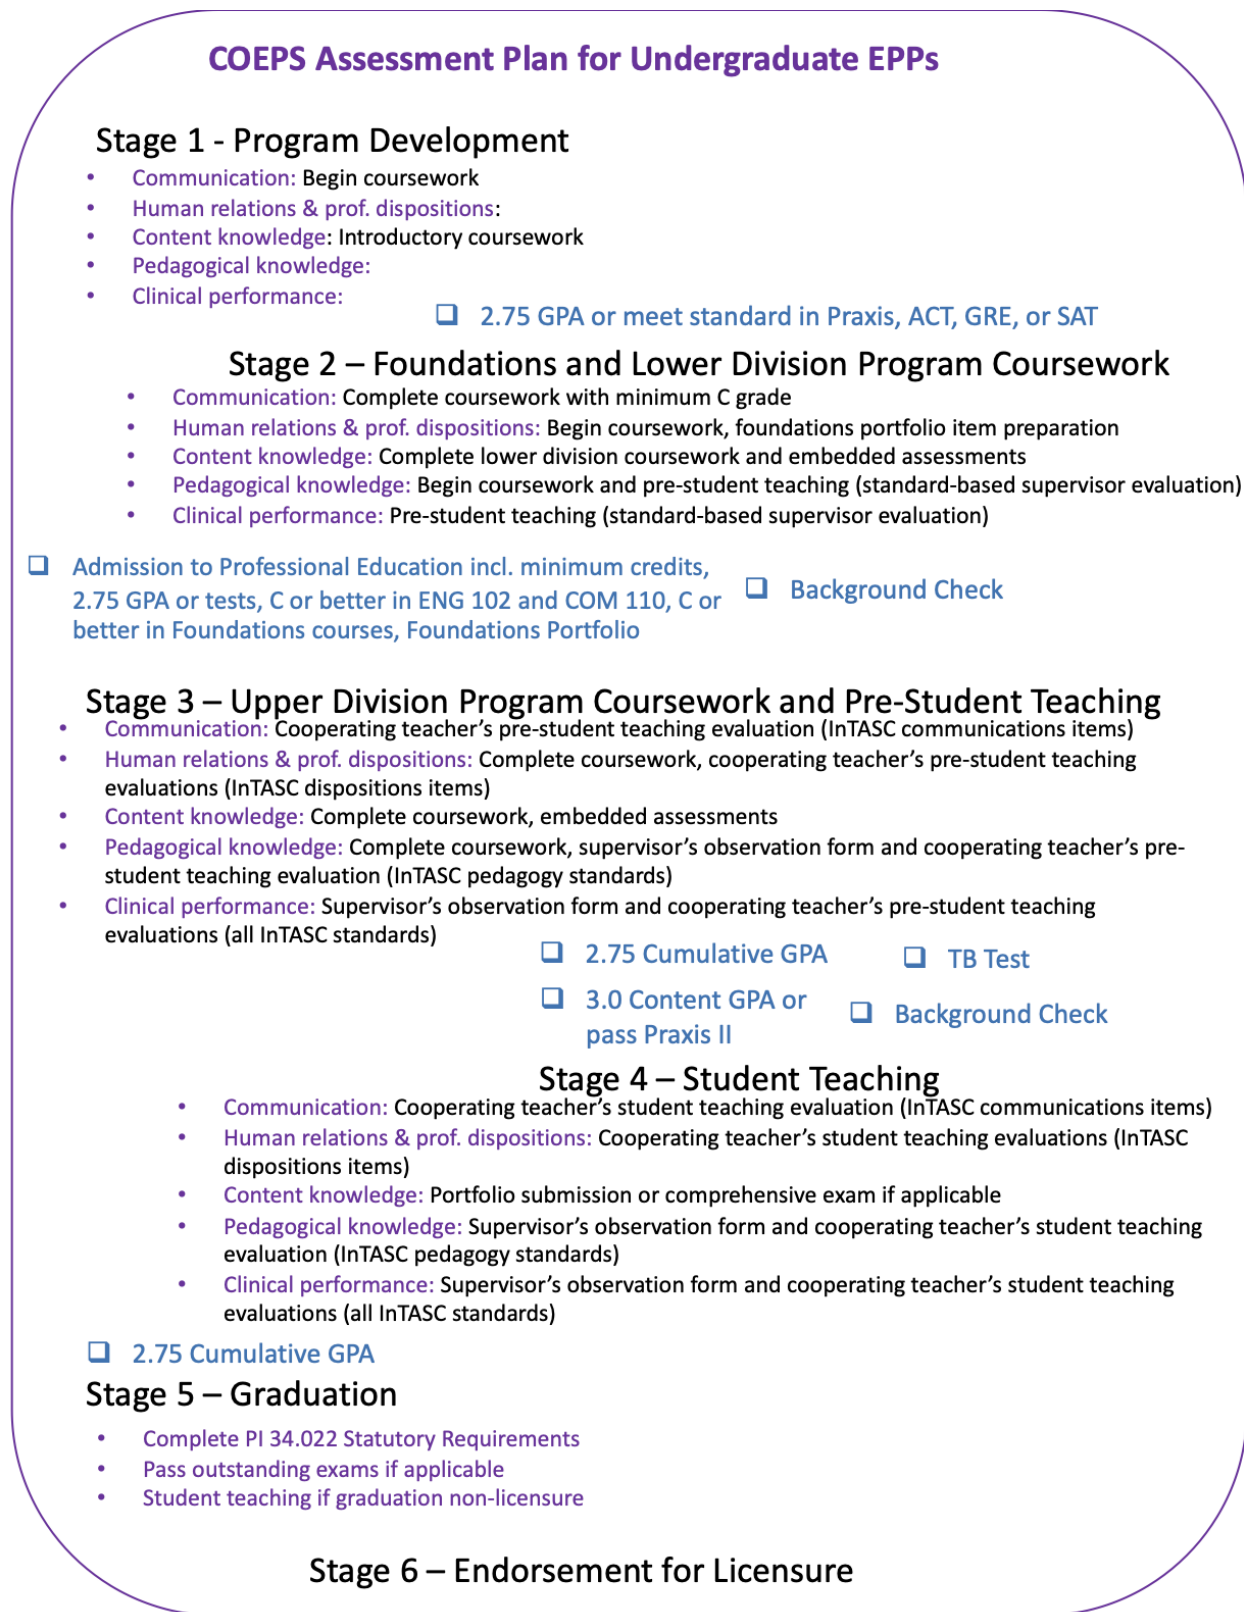 COEPS Assessment Plan for Undergraduate EPPs
Stage 1 - Program Development
• Communication: Begin coursework
• Human relations & prof. dispositions:
• Content knowledge: Introductory coursework
• Pedagogical knowledge:
• Clinical performance:
❑ 2.75 GPA or meet standard in Praxis, ACT, GRE, or SAT
Stage 2 – Foundations and Lower Division Program Coursework
• Communication: Complete coursework with minimum C grade
• Human relations & prof. dispositions: Begin coursework, foundations portfolio item preparation
• Content knowledge: Complete lower division coursework and embedded assessments
• Pedagogical knowledge: Begin coursework and pre-student teaching (standard-based supervisor evaluation)
• Clinical performance: Pre-student teaching (standard-based supervisor evaluation)
❑ Admission to Professional Education incl. minimum credits,
2.75 GPA or tests, C or better in ENG 102 and COM 110, C or
better in Foundations courses, Foundations Portfolio
❑ Background Check
Stage 3 – Upper Division Program Coursework and Pre-Student Teaching
• Communication: Cooperating teacher’s pre-student teaching evaluation (InTASC communications items)
• Human relations & prof. dispositions: Complete coursework, cooperating teacher’s pre-student teaching
evaluations (InTASC dispositions items)
• Content knowledge: Complete coursework, embedded assessments
• Pedagogical knowledge: Complete coursework, supervisor’s observation form and cooperating teacher’s pre-
student teaching evaluation (InTASC pedagogy standards)
• Clinical performance: Supervisor’s observation form and cooperating teacher’s pre-student teaching
evaluations (all InTASC standards)
❑ 2.75 Cumulative GPA
❑ TB Test
❑ 3.0 Content GPA or
pass Praxis II
❑ Background Check
Stage 4 – Student Teaching
• Communication: Cooperating teacher’s student teaching evaluation (InTASC communications items)
• Human relations & prof. dispositions: Cooperating teacher’s student teaching evaluations (InTASC
dispositions items)
• Content knowledge: Portfolio submission or comprehensive exam if applicable
• Pedagogical knowledge: Supervisor’s observation form and cooperating teacher’s student teaching
evaluation (InTASC pedagogy standards)
• Clinical performance: Supervisor’s observation form and cooperating teacher’s student teaching
evaluations (all InTASC standards)
❑ 2.75 Cumulative GPA
Stage 5 – Graduation
• Complete PI 34.022 Statutory Requirements
• Pass outstanding exams if applicable
• Student teaching if graduation non-licensure
Stage 6 – Endorsement for Licensure